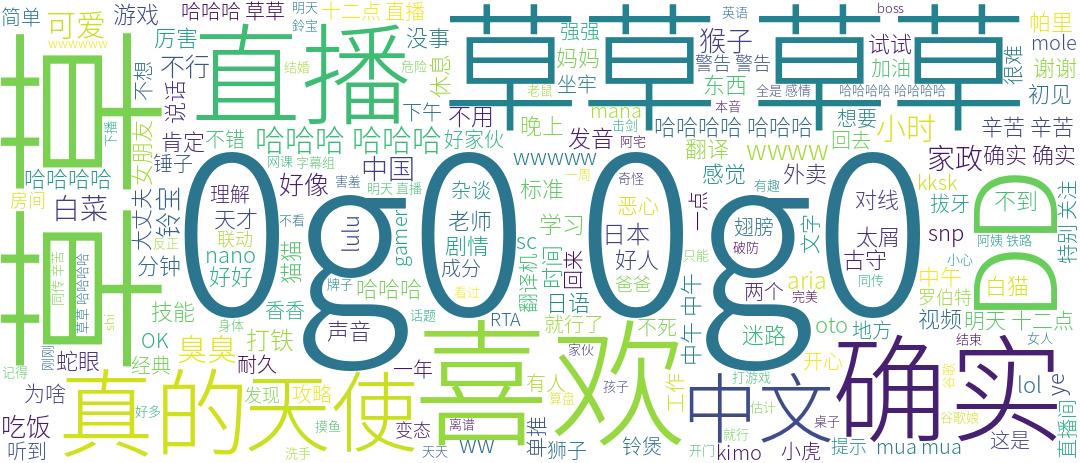 草草
草草草草
直播
0go00g0
DD
喜欢
确实
真的天使
中文
简单
游戏
哈哈哈 草草
明天 十二点 直播
英语
boss
可爱
wwwwww
鈴宝
帕里
厉害
没事
强强
猴子
试试
mole
不想
不行
结婚
危险
休息
妈妈
警告 警告
加油
很难
谢谢
说话
老鼠
坐牢
东西
全是 感情
哈哈哈哈 哈哈哈哈
初见
下播
下午
不用
mana
本音
想要
女朋友
肯定
不错
哈哈哈 哈哈哈
好家伙
晚上
发音
击剑
哈哈哈哈 哈哈哈
回去
小时
辛苦 辛苦
锤子
网课
字幕组
中国
wwwww
阿宅
翻译
wwww
家政
确实 确实
哈哈哈哈
大丈夫
铃宝
害羞
明天 直播
好像
杂谈
标准
一周
感觉
外卖
kksk
房间
白菜
理解
奇怪
有趣
拔牙
不到
特别 关注
天才
lulu
老师
学习
恶心
一点
翅膀
对线
同传 辛苦
联动
反正
不看
gamer
剧情
sc
时间
日本
破防
文字
太屑
snp
阿姨 铁路
草草 哈哈哈哈
分钟
nano
猫猫
成分
翻译机
回来
好人
只能
古守
小心
好好
牌子
哈哈哈
看过
日语
爸爸
中午 中午
两个
aria
同传
中午
白猫
shi
技能
香香
话题
完美
罗伯特
OK
身体
声音
RTA
就行了
不死
迷路
oto
地方
视频
明天 十二点
刚刚
蛇眼
经典
臭臭
打铁
耐久
一年
家伙
开心
结束
女人
记得
为啥
发现
攻略
有人
孩子
工作
打游戏
谷歌
lol
ye
好多
摸鱼
变态
离谱
单推
算盘
估计
桌子
谷歌娘
直播间
吃饭
听到
洗手
天天
ww
狮子
铃煲
开门
就行
kimo
小虎
提示
mua mua
这是